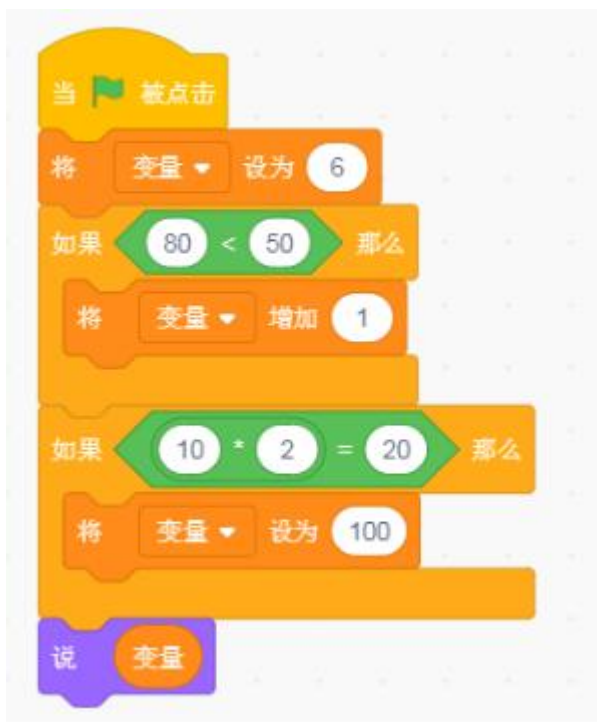 当 被点击
将 变量 设为 6
如果 80 < 50 那么
将 变量 增加 1
如果 10 * 2 = 20 那么
将 变量 设为 100
说 变量